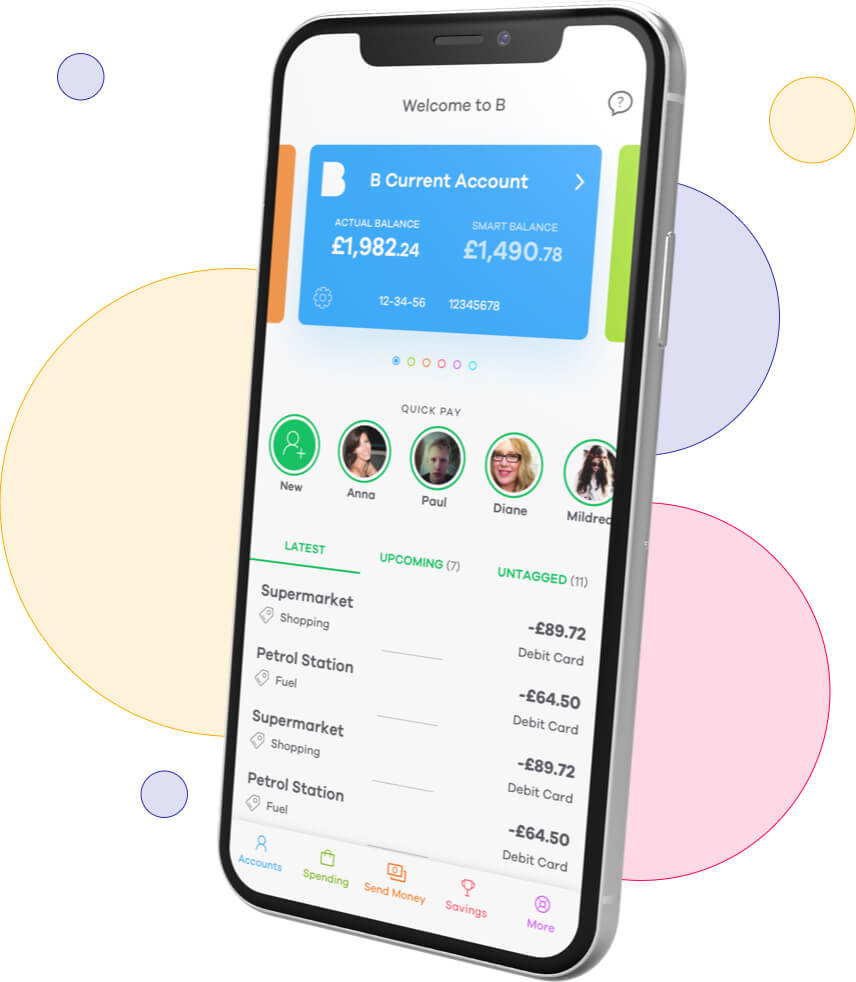 Welcome to B
?
B
B Current Account
ACTUAL BALANCE
SMART BALANCE
£1,982.24
£1,490.78
12-34-56
12345678
QUICK PAY
New
Anna
Paul
Diane
Mildred
LATEST
UPCOMING (7)
UNTAGGED (11)
Supermarket
Shopping
-£89.72
Debit Card
Petrol Station
Fuel
-£64.50
Debit Card
Supermarket
Shopping
-£89.72
Debit Card
Petrol Station
Fuel
-£64.50
Debit Card
Accounts
Spending
Send Money
Savings
More